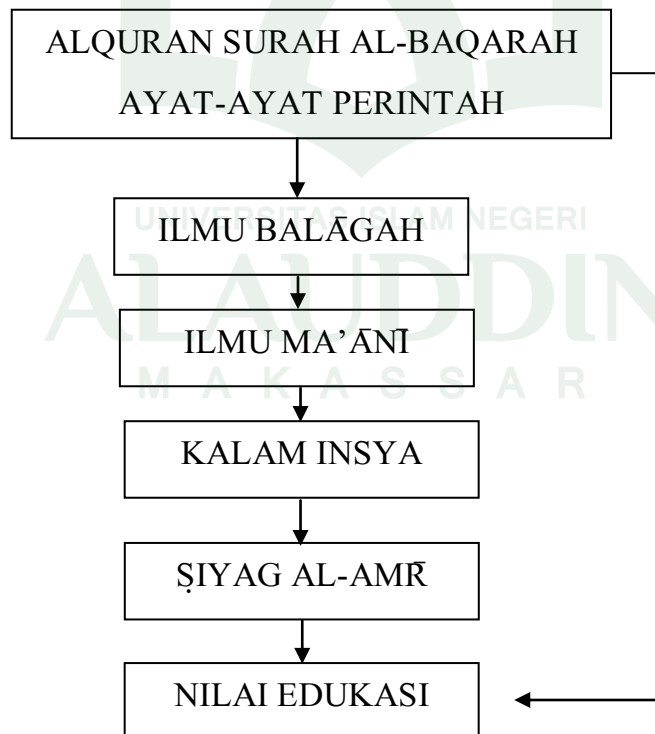 ALQURAN SURAH AL-BAQARAH
AYAT-AYAT PERINTAH
UNIVERSITAS ISLAM NEGERI
ILMU BALĀGAH
ALAUDDIN
ILMU MA’ĀNĪ
MAKASSAR
KALAM INSYA
ṢIYAG AL-AMR̄
NILAI EDUKASI